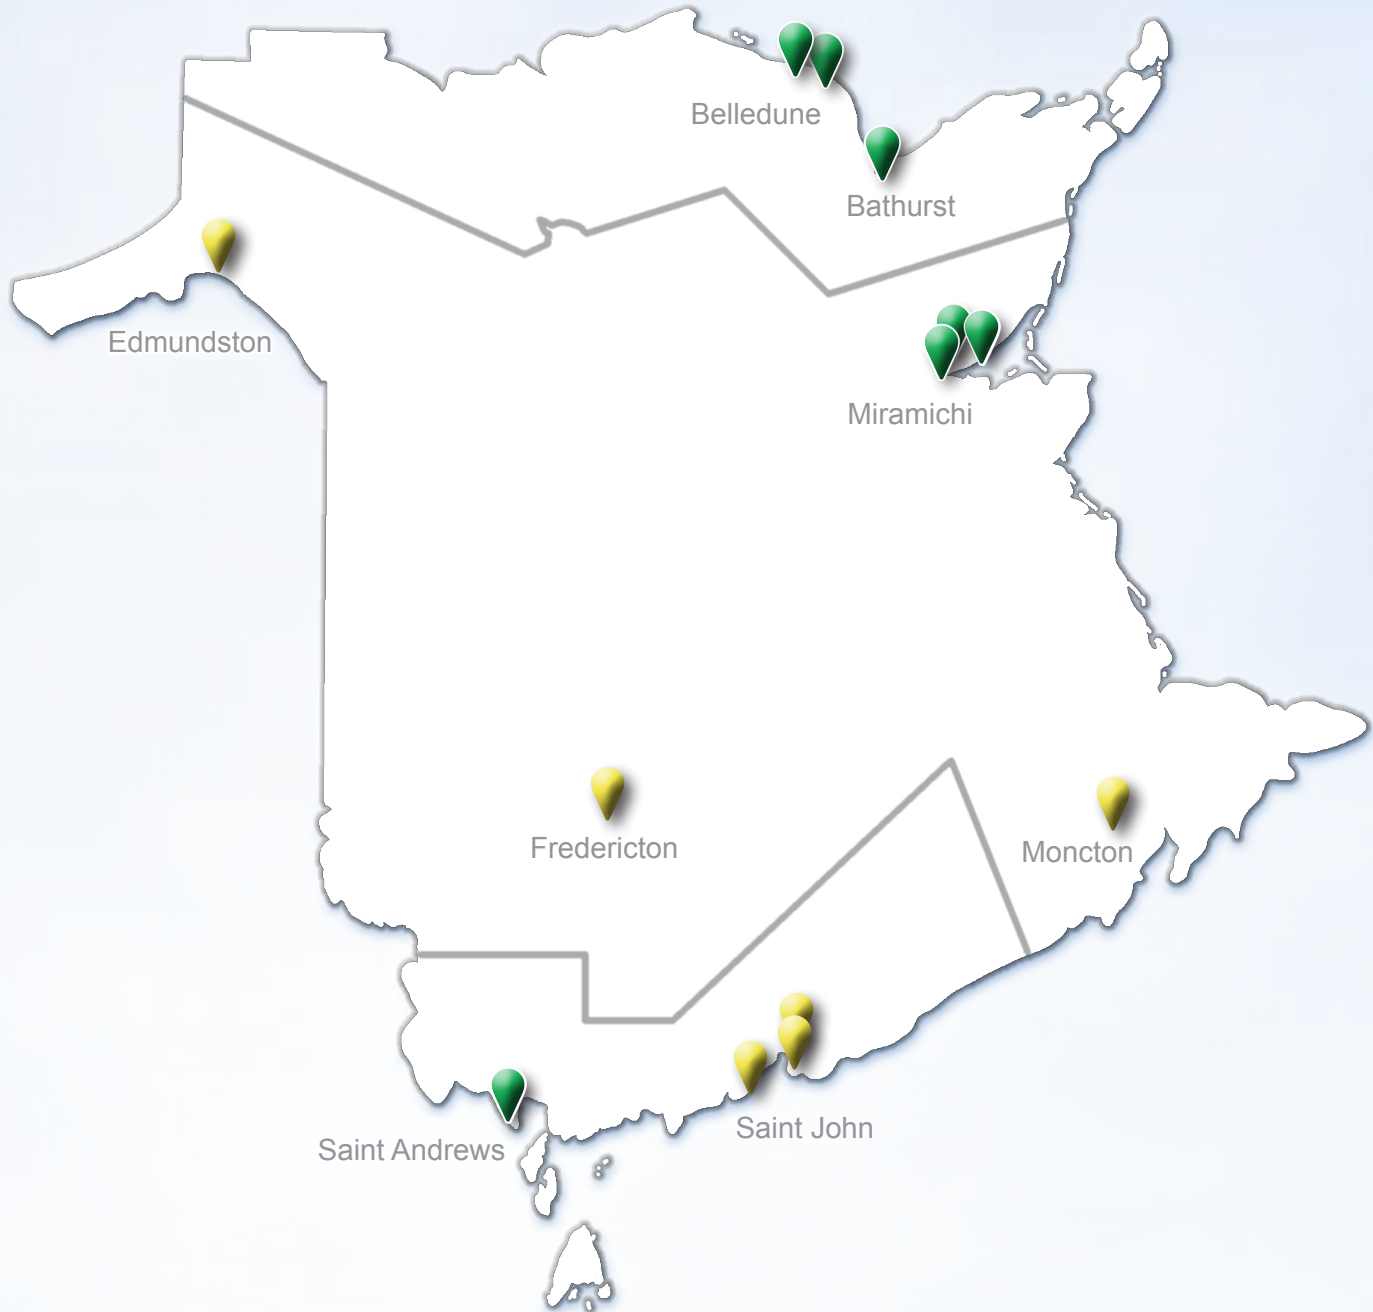 Belledune
Bathurst
Edmundston
Miramichi
Fredericton
Moncton
Saint John
Saint Andrews